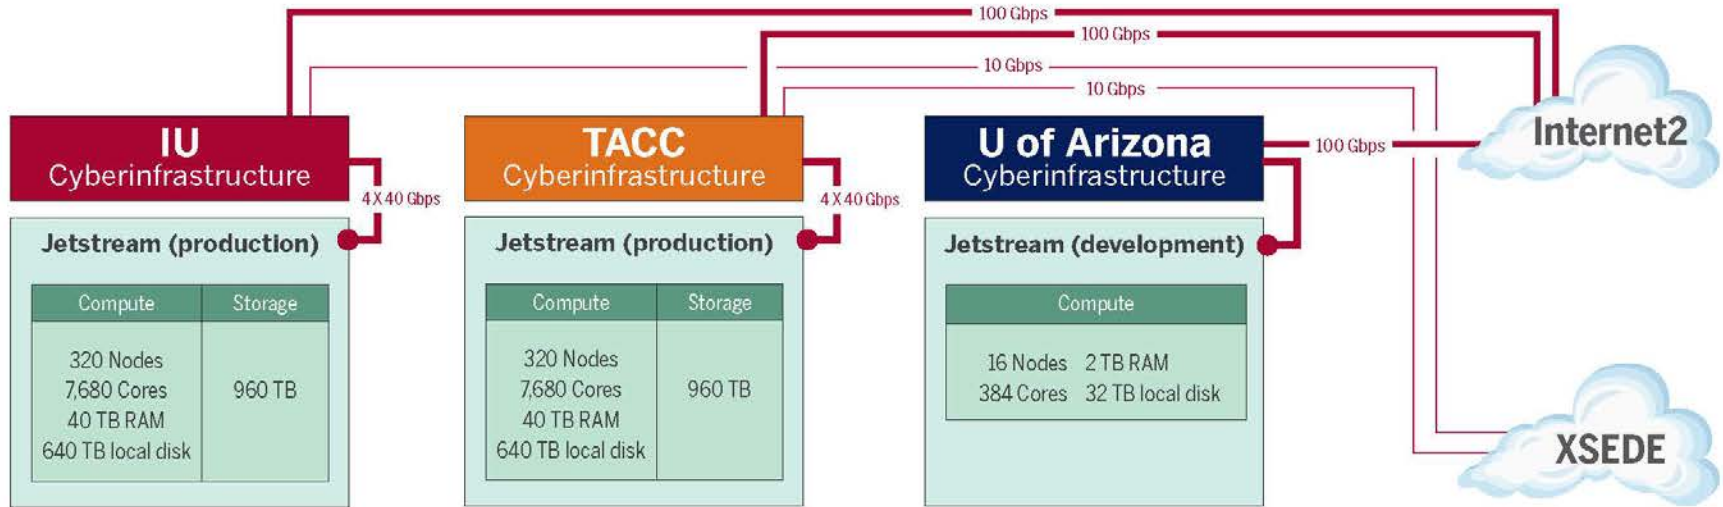 100 Gbps
100 Gbps
10 Gbps
10 Gbps
IU
Cyberinfrastructure
4 X 40 Gbps
Jetstream (production)
Compute
Storage
320 Nodes
7,680 Cores
40 TB RAM
640 TB local disk
960 TB
TACC
Cyberinfrastructure
4 X 40 Gbps
Jetstream (production)
Compute
Storage
320 Nodes
7,680 Cores
40 TB RAM
640 TB local disk
960 TB
U of Arizona
Cyberinfrastructure
100 Gbps
Jetstream (development)
Compute
16 Nodes 2 TB RAM
384 Cores 32 TB local disk
Internet2
XSEDE